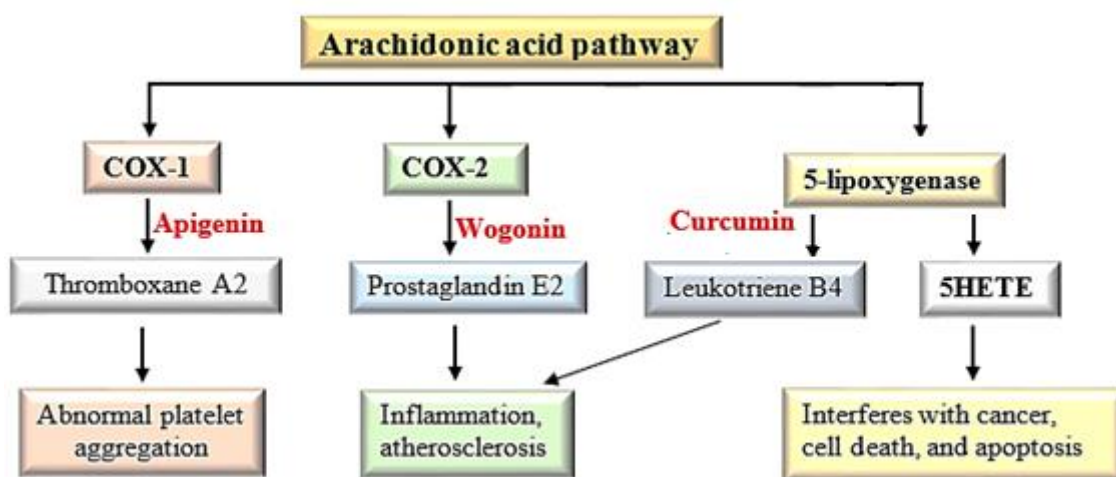 Arachidonic acid pathway
COX-1
COX-2
5-lipoxygenase
Apigenin
Wogonin
Curcumin
Thromboxane A2
Prostaglandin E2
Leukotriene B4
5HETE
Abnormal platelet
aggregation
Inflammation,
atherosclerosis
Interferes with cancer,
cell death, and apoptosis